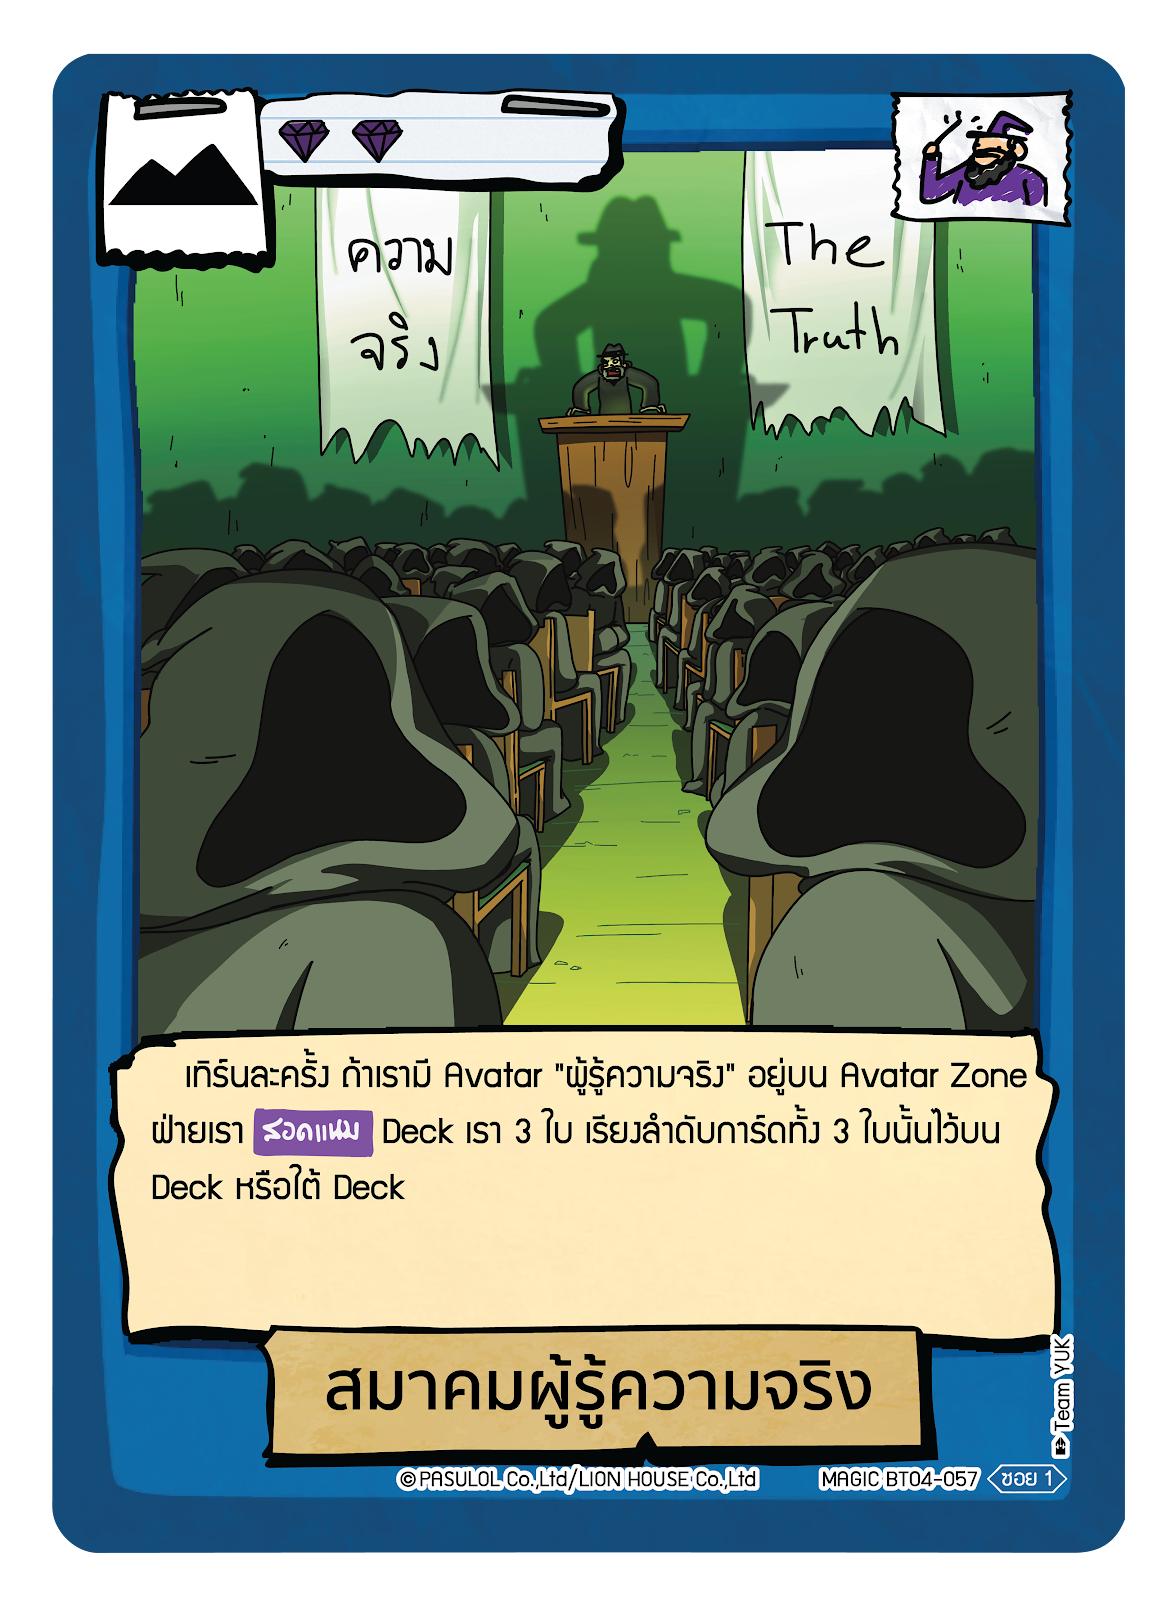 ความ
จริง
The
Truth
เทิร์นละครั้ง ถ้าเรามี Avatar "ผู้รู้ความจริง" อยู่บน Avatar Zone
ฝ่ายเรา สอดแนม Deck เรา 3 ใบ เรียงลำดับการ์ดทั้ง 3 ใบนั้นไว้บน
Deck หรือใต้ Deck
สมาคมผู้รู้ความจริง
Team YUK
©PASULOL Co.,Ltd/LION HOUSE Co.,Ltd
MAGIC BT04-057 ซอย 1